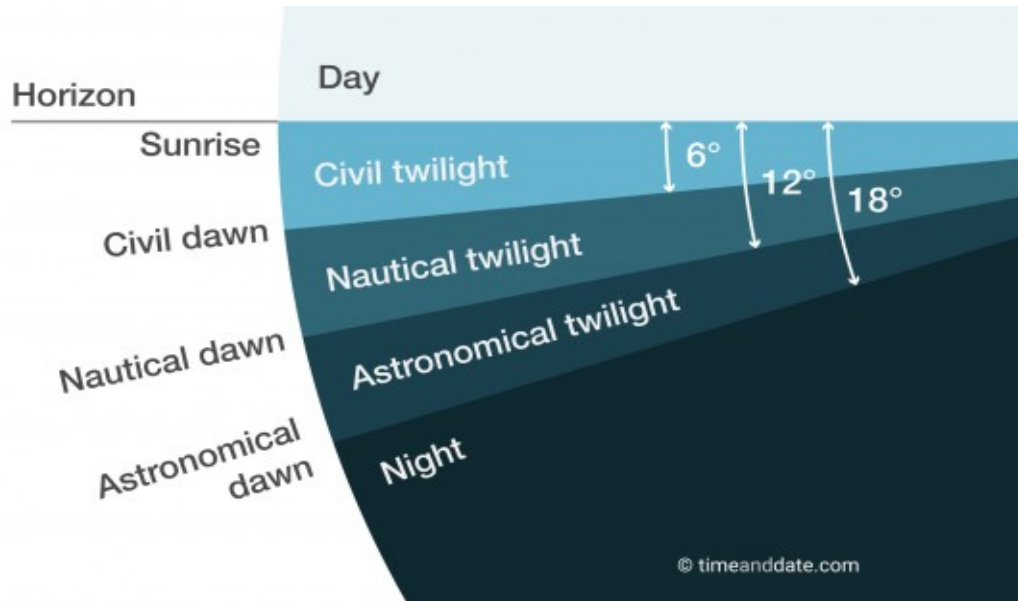 Day
Horizon
Sunrise
Civil twilight
6°
12°
18°
Civil dawn
Nautical twilight
Nautical dawn
Astronomical twilight
Astronomical
dawn
Night
© timeanddate.com